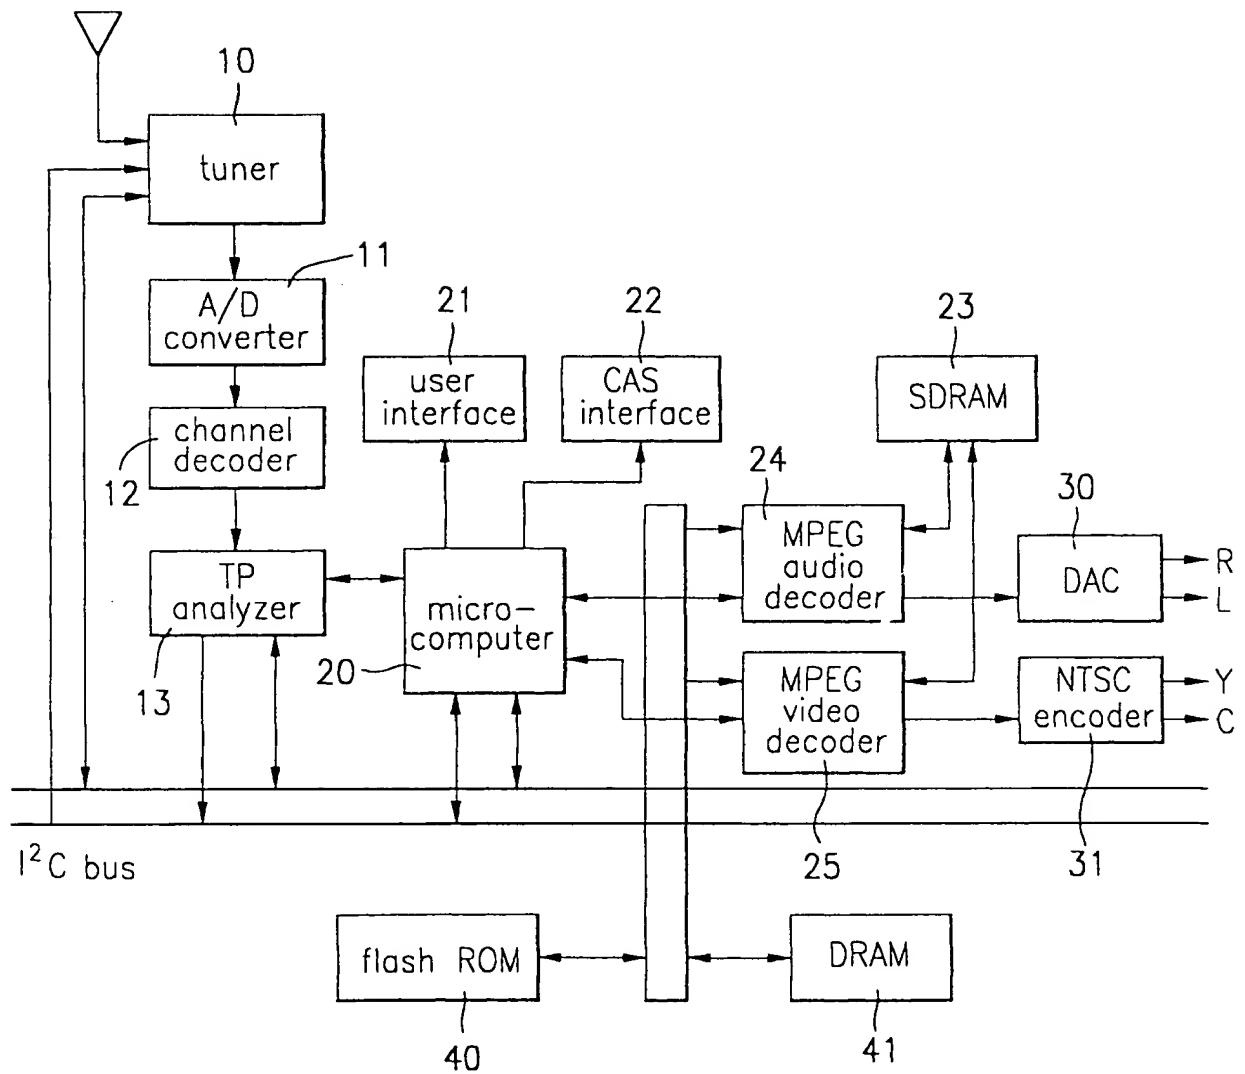 10
tuner
11
A/D
converter
21
22
23
user
interface
CAS
interface
SDRAM
channel
decoder
12
24
30
MPEG
audio
decoder
DAC
R
L
TP
analyzer
13
micro-
computer
20
MPEG
video
decoder
NTSC
encoder
Y
C
25
31
I²C bus
flash ROM
DRAM
40
41